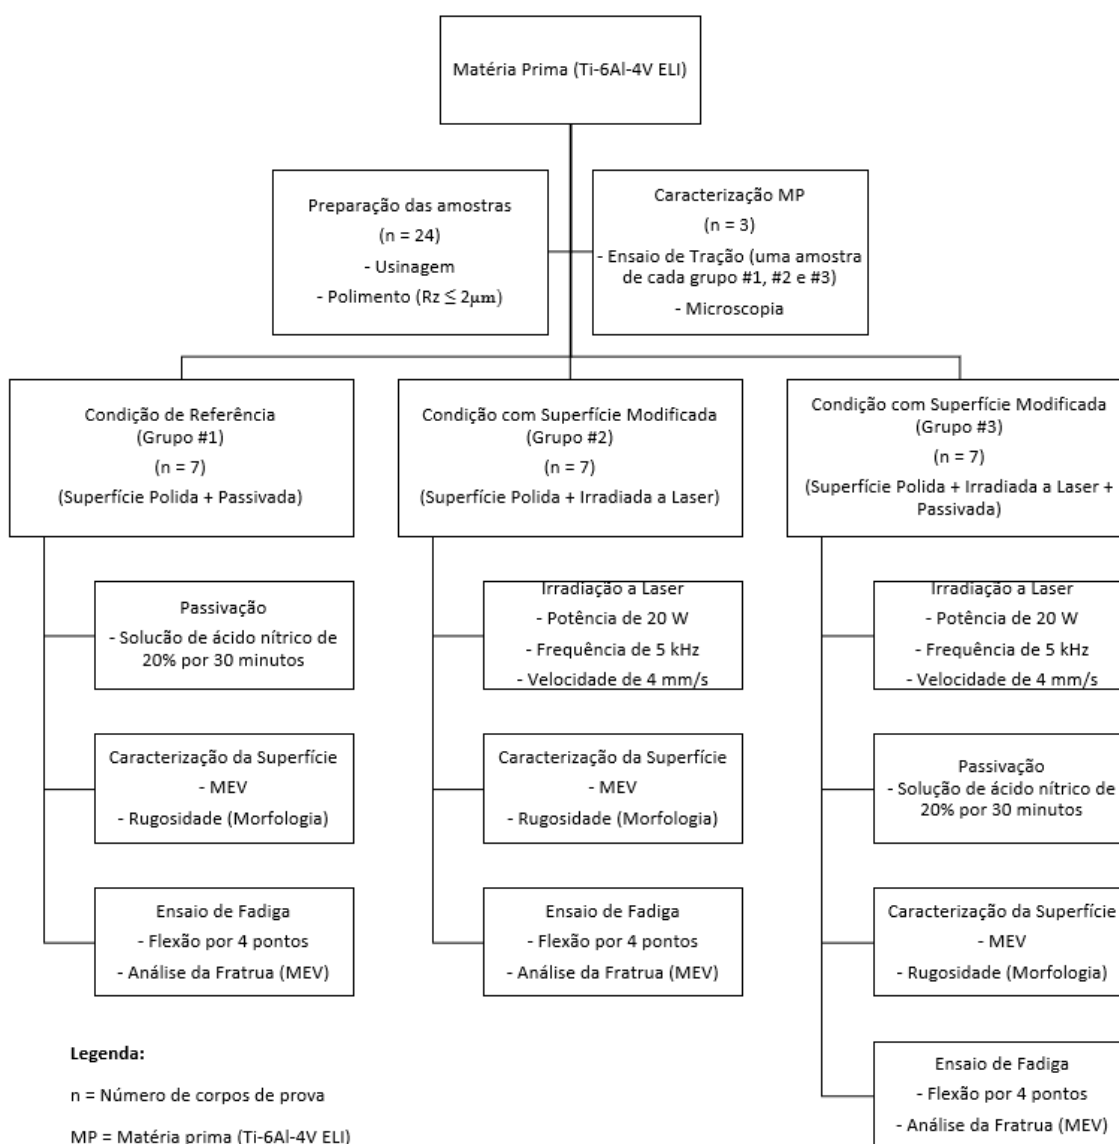 Matéria Prima (Ti-6Al-4V ELI)
Preparação das amostras
(n = 24)
- Usinagem
- Polimento (Rz ≤ 2μm)
Caracterização MP
(n = 3)
- Ensaio de Tração (uma amostra
de cada grupo #1, #2 e #3)
- Microscopia
Condição de Referência
(Grupo #1)
(n = 7)
(Superfície Polida + Passivada)
Condição com Superfície Modificada
(Grupo #2)
(n = 7)
(Superfície Polida + Irradiada a Laser)
Condição com Superfície Modificada
(Grupo #3)
(n = 7)
(Superfície Polida + Irradiada a Laser +
Passivada)
Passivação
- Solucão de ácido nítrico de
20% por 30 minutos
Caracterização da Superfície
- MEV
- Rugosidade (Morfologia)
Ensaio de Fadiga
- Flexão por 4 pontos
- Análise da Fratrua (MEV)
Irradiação a Laser
- Potência de 20 W
- Frequência de 5 kHz
- Velocidade de 4 mm/s
Caracterização da Superfície
- MEV
- Rugosidade (Morfologia)
Ensaio de Fadiga
- Flexão por 4 pontos
- Análise da Fratrua (MEV)
Irradiação a Laser
- Potência de 20 W
- Frequência de 5 kHz
- Velocidade de 4 mm/s
Passivação
- Solução de ácido nítrico de
20% por 30 minutos
Caracterização da Superfície
- MEV
- Rugosidade (Morfologia)
Ensaio de Fadiga
- Flexão por 4 pontos
- Análise da Fratrua (MEV)
Legenda:
n = Número de corpos de prova
MP = Matéria prima (Ti-6Al-4V ELI)